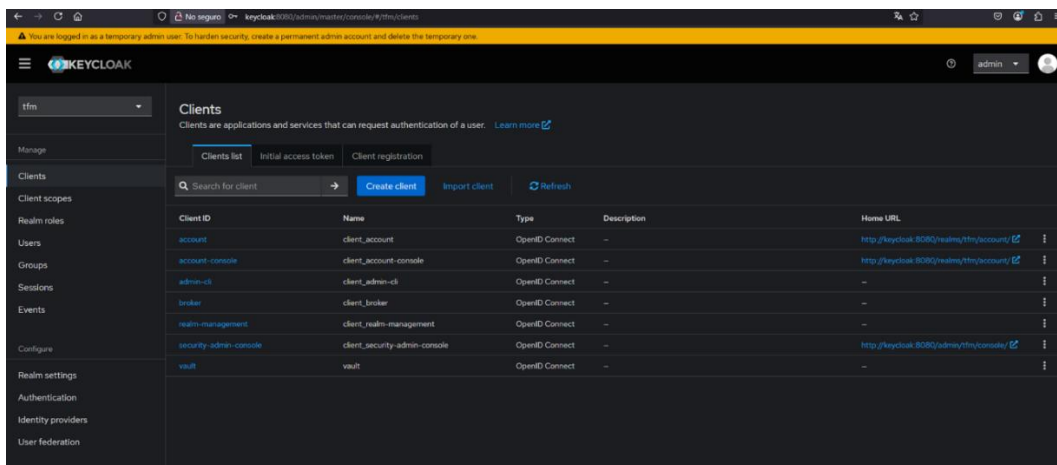 No seguro keycloak:8080/admin/master/console/#/tfm/clients
You are logged in as a temporary admin user. To harden security, create a permanent admin account and delete the temporary one.
KEYCLOAK
admin
tfm
Manage
Clients
Client scopes
Realm roles
Users
Groups
Sessions
Events
Configure
Realm settings
Authentication
Identity providers
User federation
Clients
Clients are applications and services that can request authentication of a user. Learn more
Clients list Initial access token Client registration
Search for client Create client Import client Refresh
Client ID Name Type Description Home URL
account client_account OpenID Connect – http://keycloak:8080/realms/tfm/account/
account-console client_account-console OpenID Connect – http://keycloak:8080/realms/tfm/account/
admin-cli client_admin-cli OpenID Connect – –
broker client_broker OpenID Connect – –
realm-management client_realm-management OpenID Connect – –
security-admin-console client_security-admin-console OpenID Connect – http://keycloak:8080/admin/tfm/console/
vault vault OpenID Connect – –